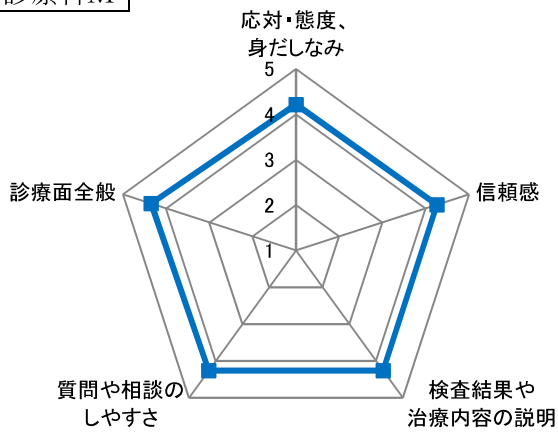 診療科M
応対・態度、
身だしなみ
5
4
3
2
1
診療面全般
信頼感
質問や相談の
しやすさ
検査結果や
治療内容の説明